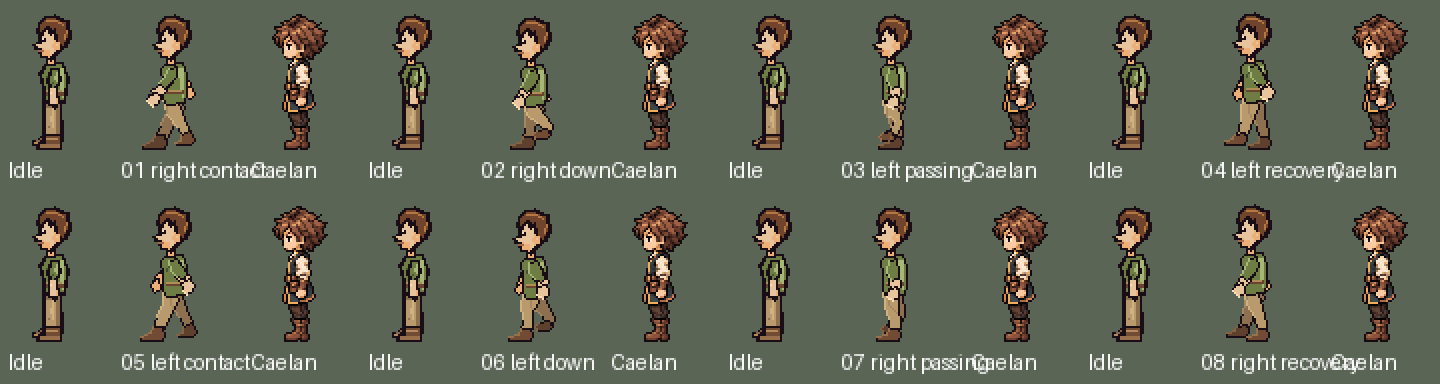 Idle 01 right contact Caelan Idle 02 right down Caelan Idle 03 left passing Caelan Idle 04 left recovery Caelan
Idle 05 left contact Caelan Idle 06 left down Caelan Idle 07 right passing Caelan Idle 08 right recovery Caelan